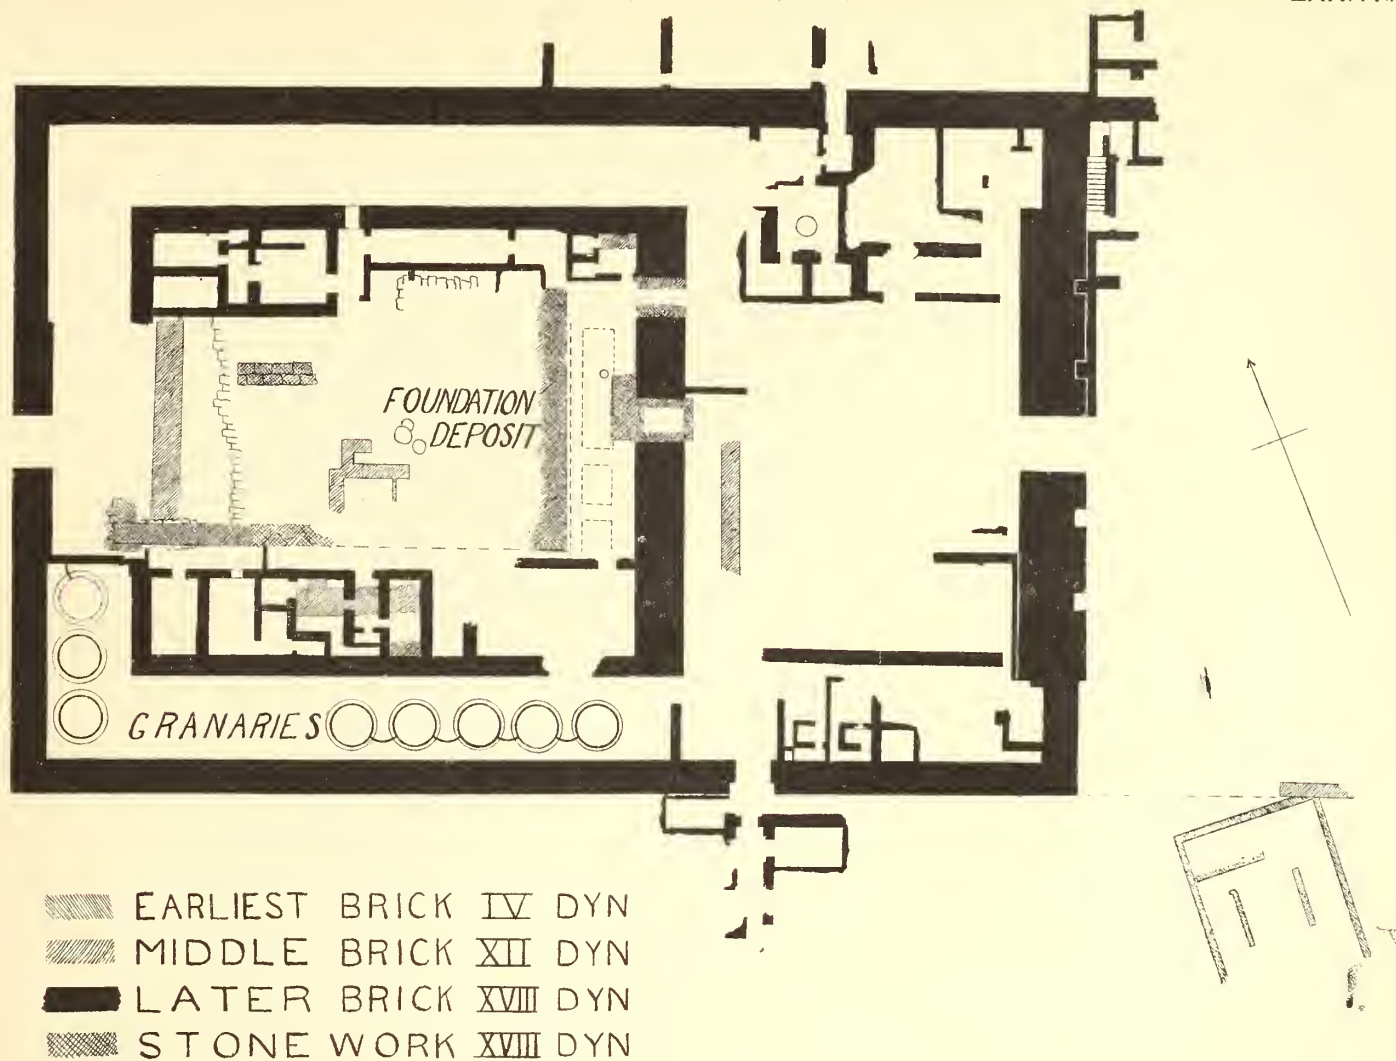 FOUNDATION
DEPOSIT
GRANARIES
EARLIEST BRICK IV DYN
MIDDLE BRICK XII DYN
LATER BRICK XVIII DYN
STONE WORK XVIII DYN